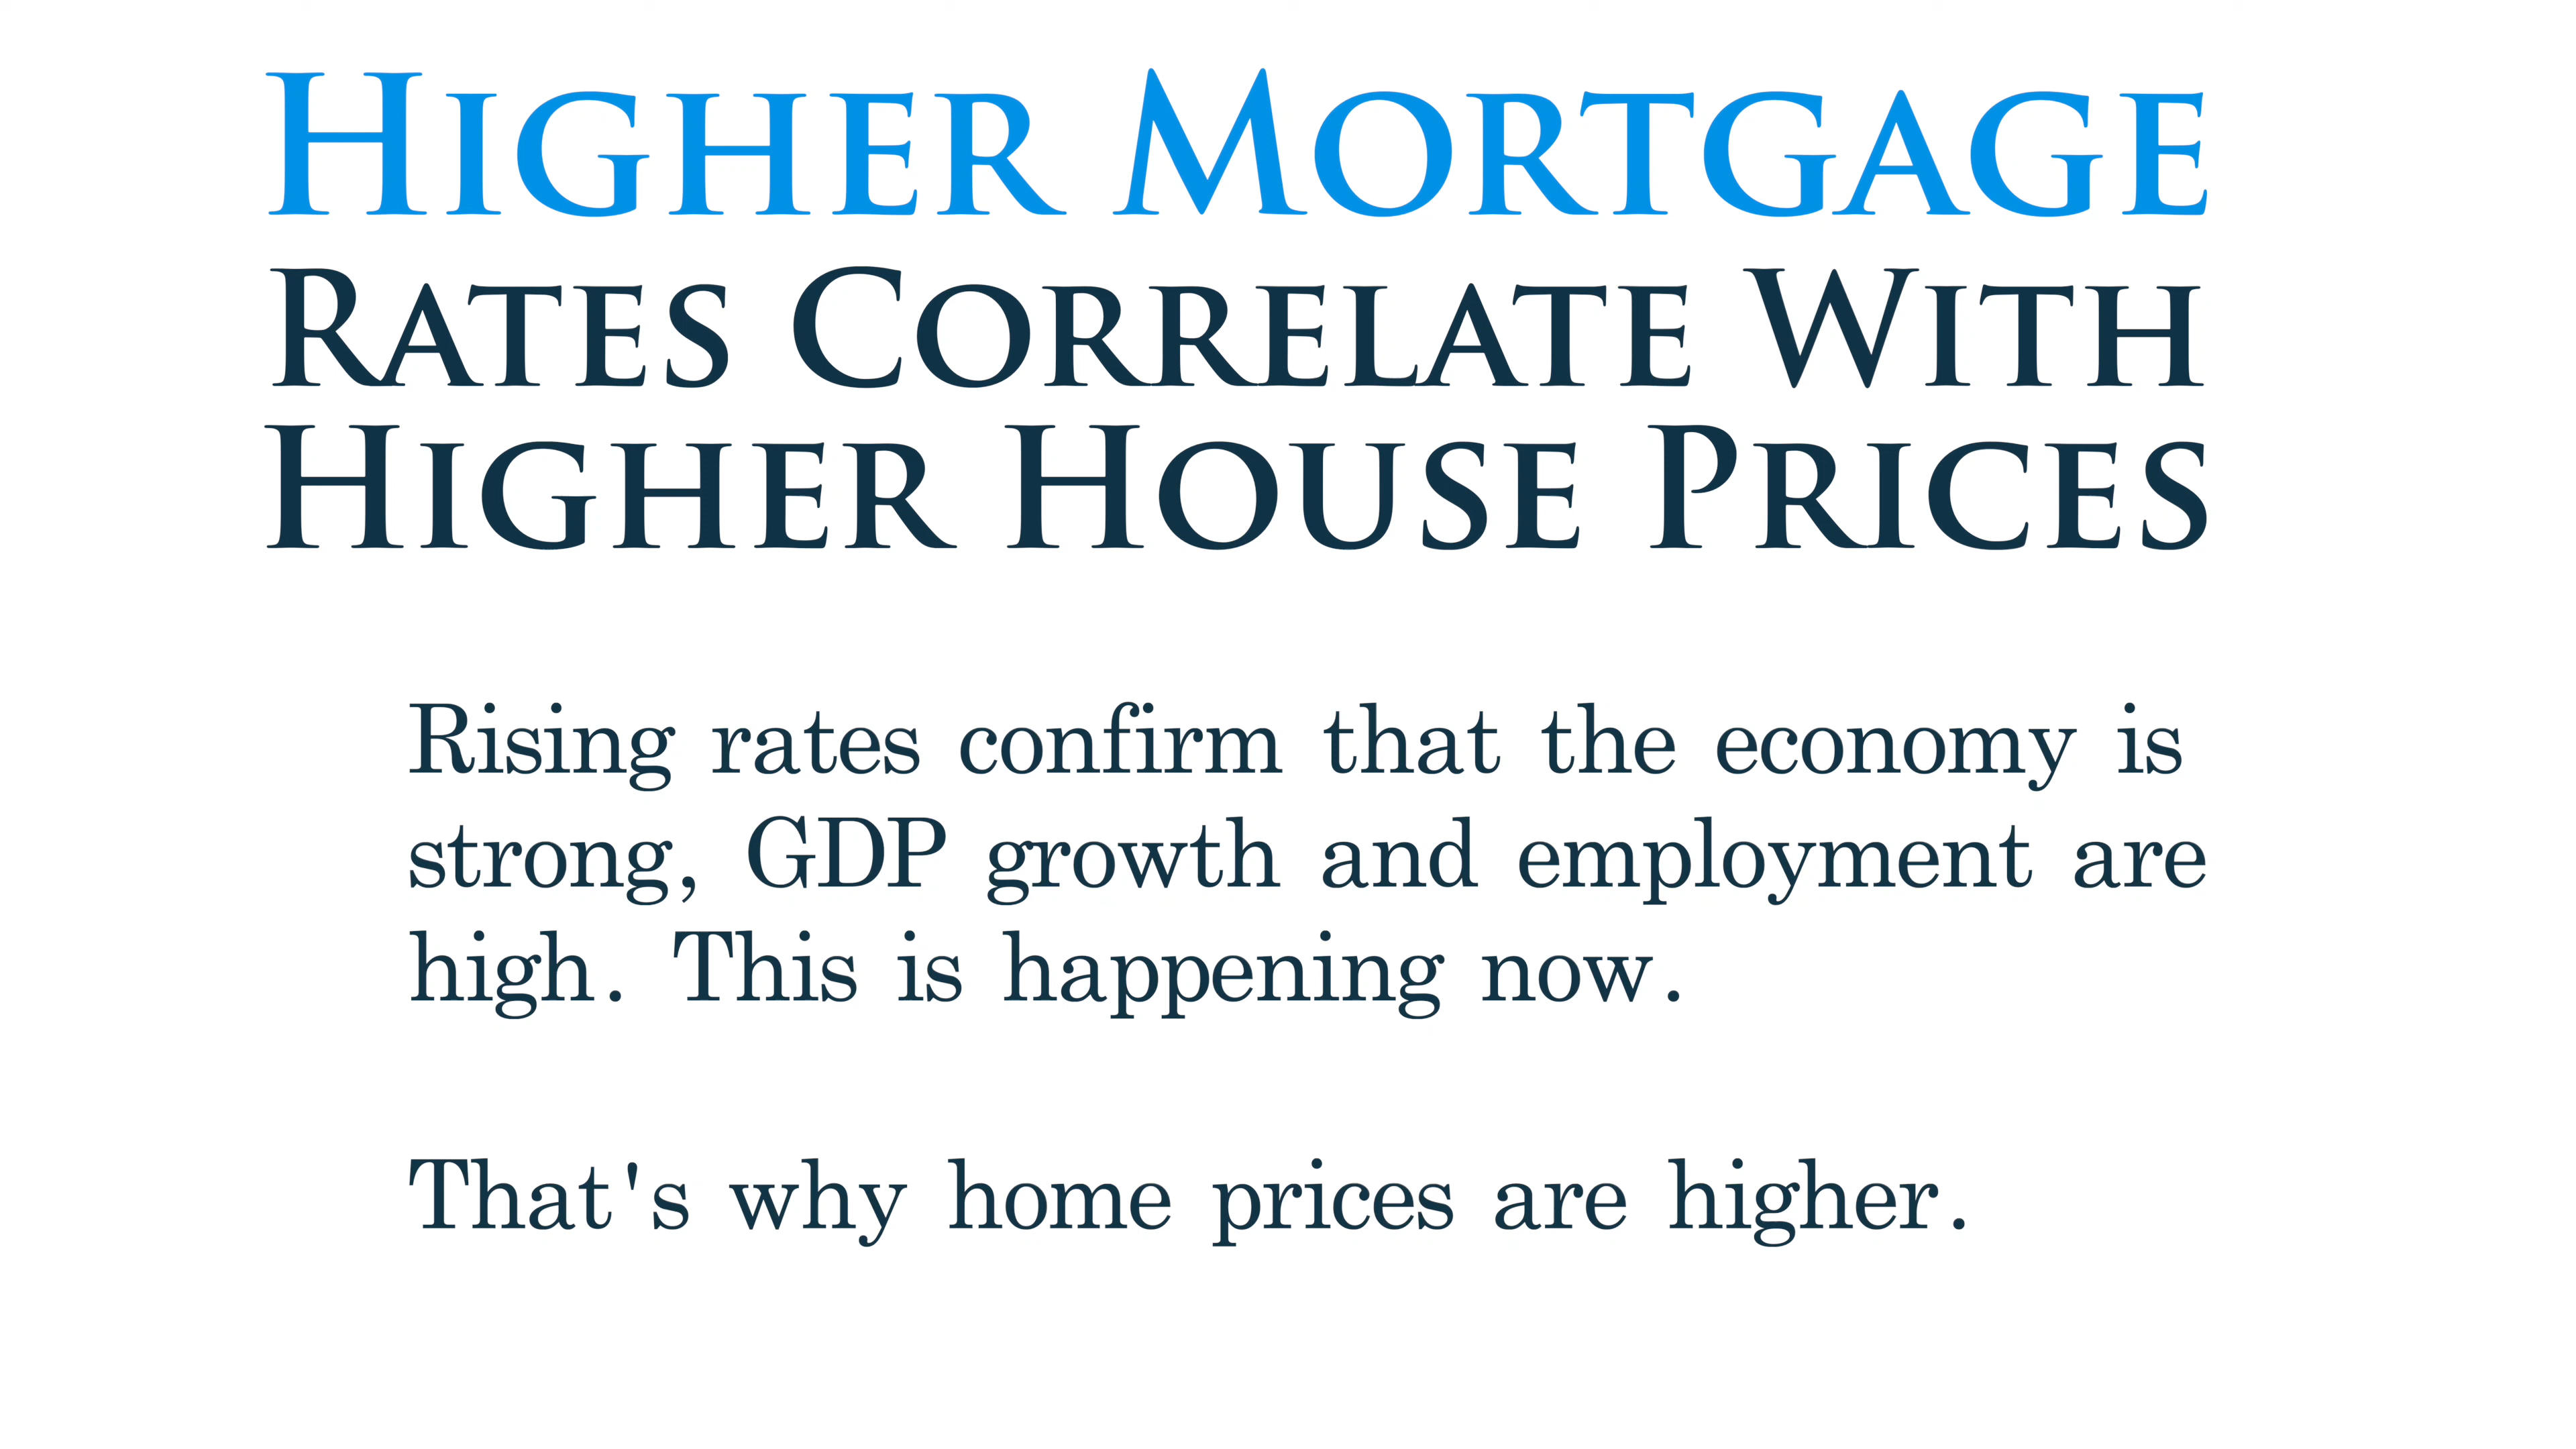 Higher Mortgage
Rates Correlate With
Higher House Prices
Rising rates confirm that the economy is
strong, GDP growth and employment are
high. This is happening now.
That's why home prices are higher.